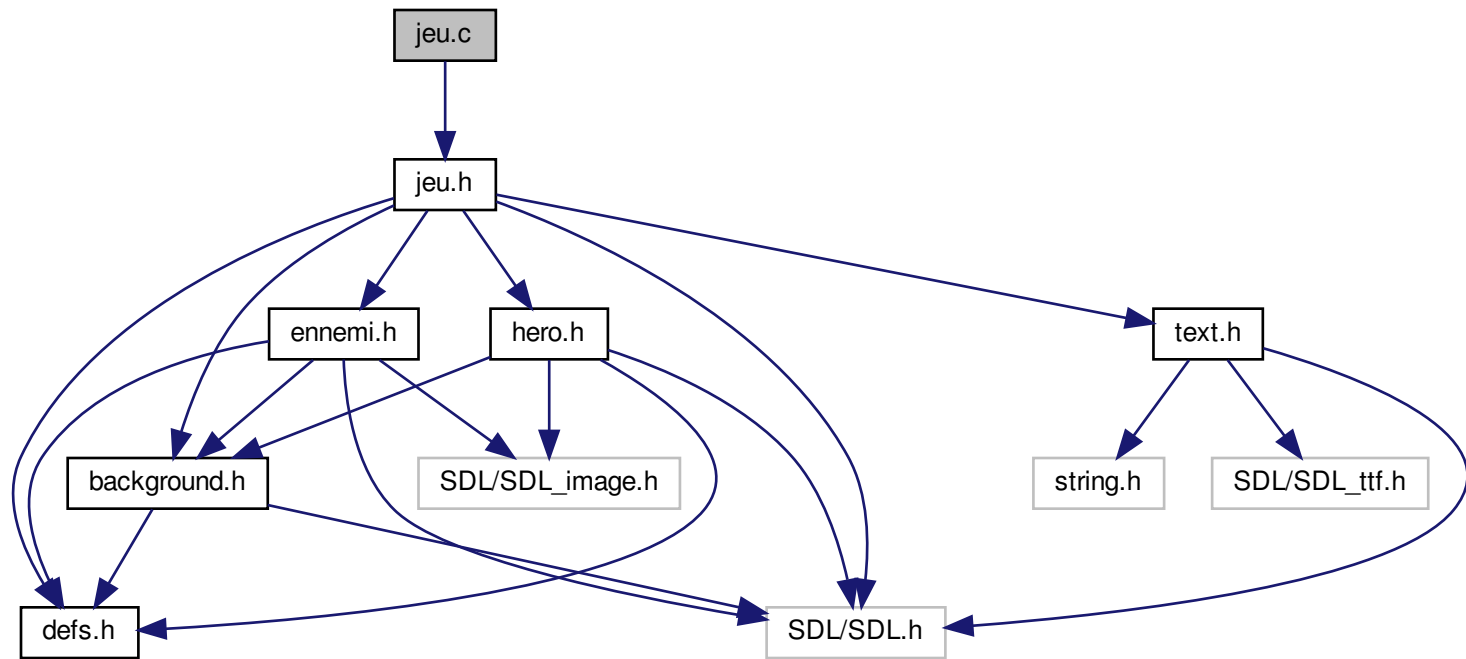 jeu.c
jeu.h
ennemi.h
hero.h
text.h
background.h
SDL/SDL_image.h
string.h
SDL/SDL_ttf.h
defs.h
SDL/SDL.h